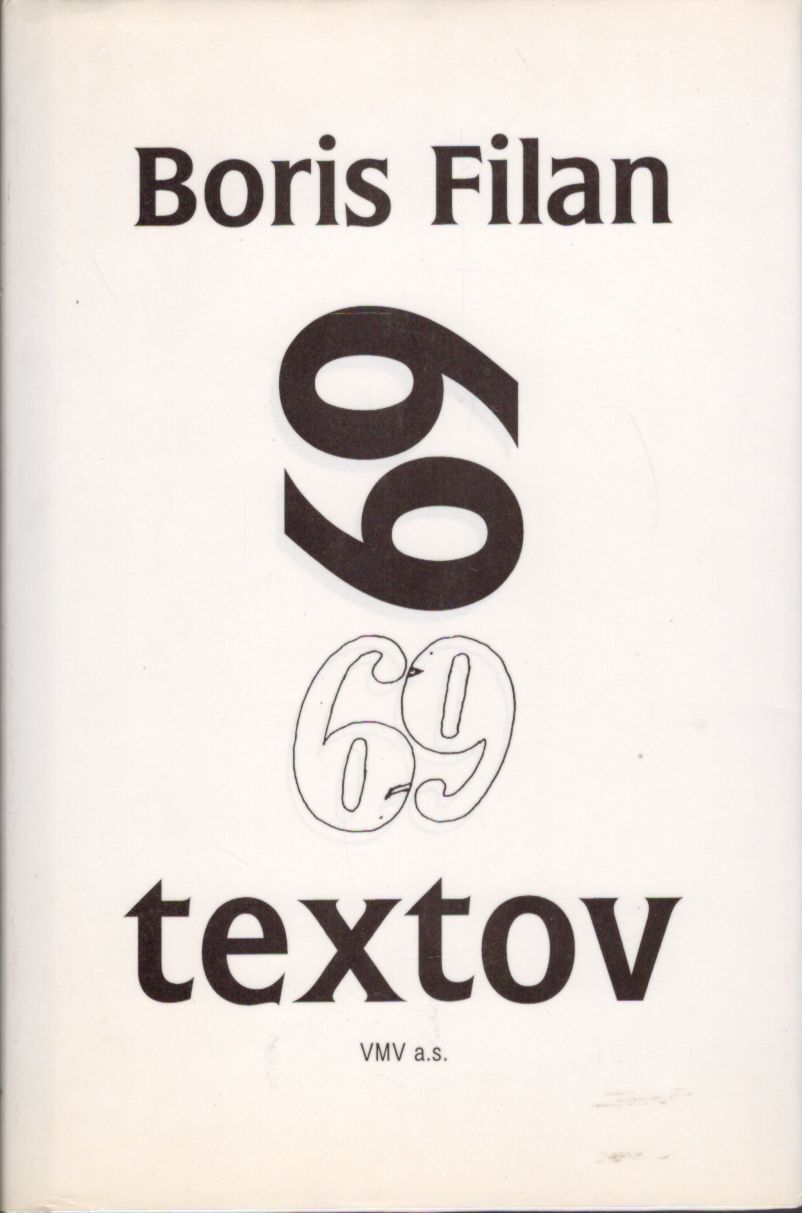 Boris Filan
69
69
textov
VMV a.s.